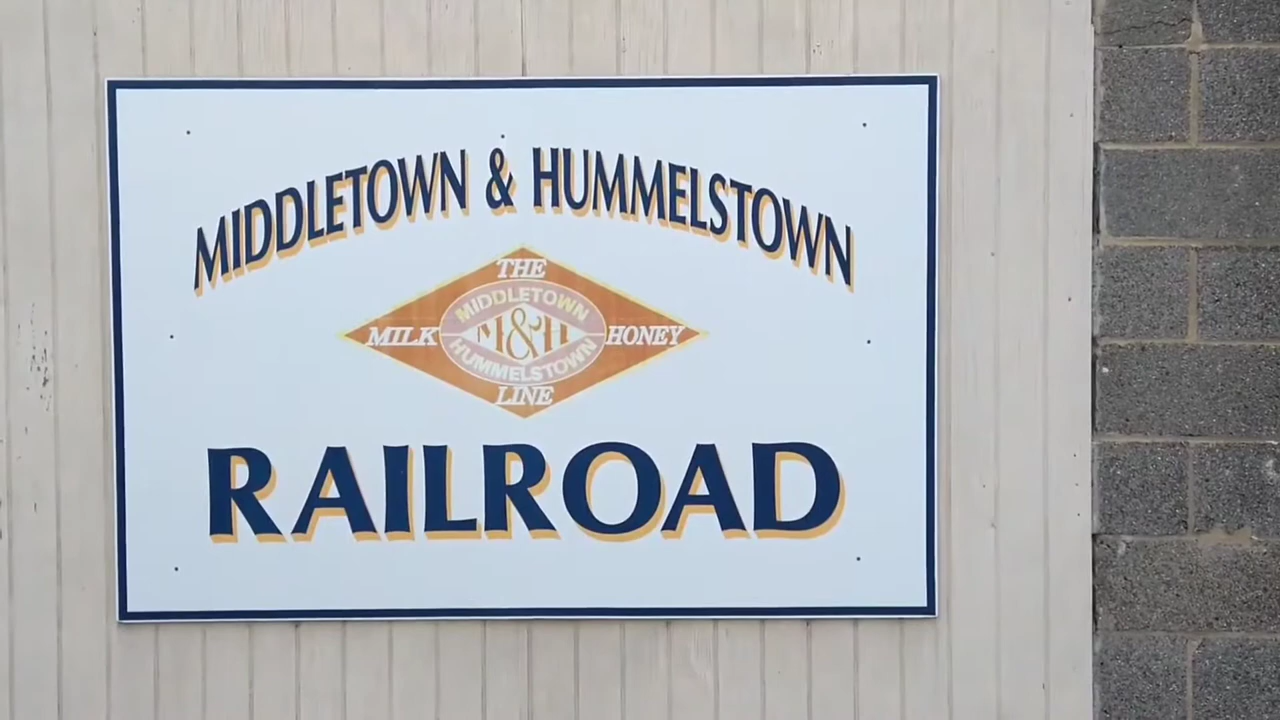 MIDDLETOWN & HUMMELSTOWN
THE
MIDDLETOWN
MILK M&H HONEY
HUMMELSTOWN
LINE
RAILROAD